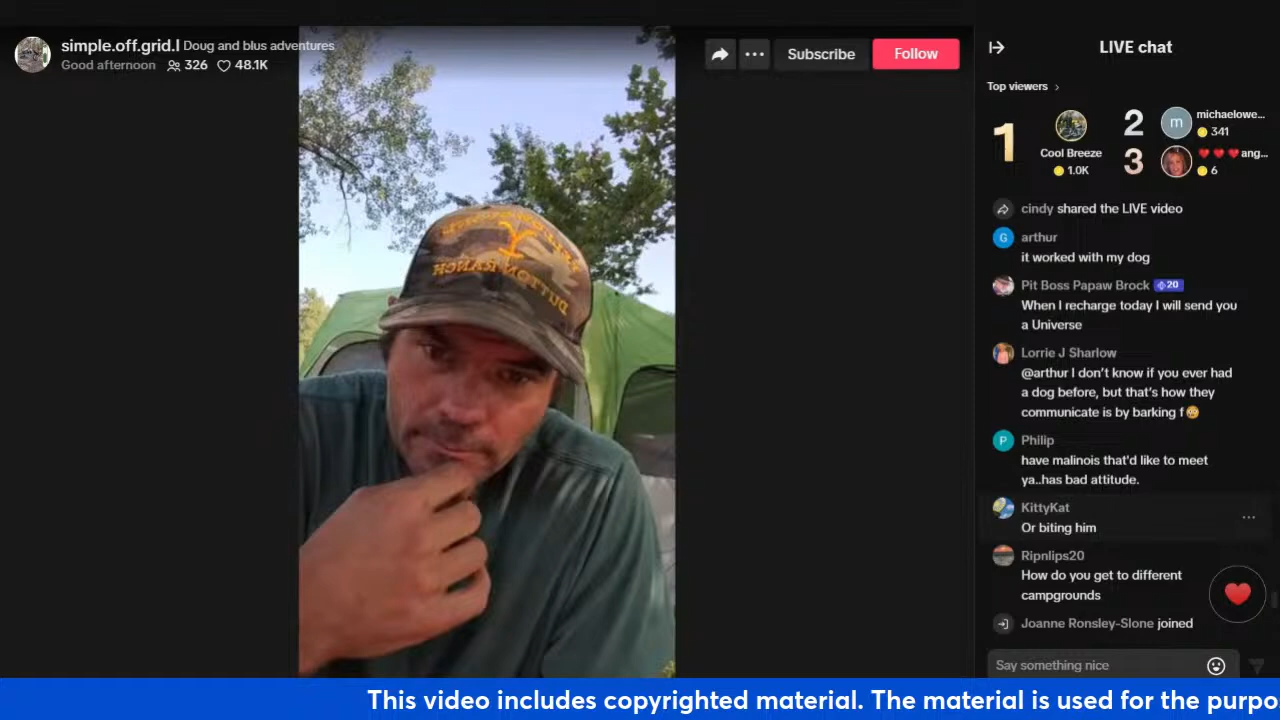 simple.off.grid.l Doug and blus adventures
Good afternoon 326 48.1K
Subscribe
Follow
DUTTON RANCH
LIVE chat
Top viewers
1
Cool Breeze
1.0K
2
m
michaelowe...
341
3
ang...
6
cindy shared the LIVE video
G
arthur
it worked with my dog
Pit Boss Papaw Brock 20
When I recharge today I will send you
a Universe
Lorrie J Sharlow
@arthur I don't know if you ever had
a dog before, but that's how they
communicate is by barking f
P
Philip
have malinois that'd like to meet
ya..has bad attitude.
KittyKat
Or biting him
Ripnlips20
How do you get to different
campgrounds
Joanne Ronsley-Slone joined
Say something nice
This video includes copyrighted material. The material is used for the purpo